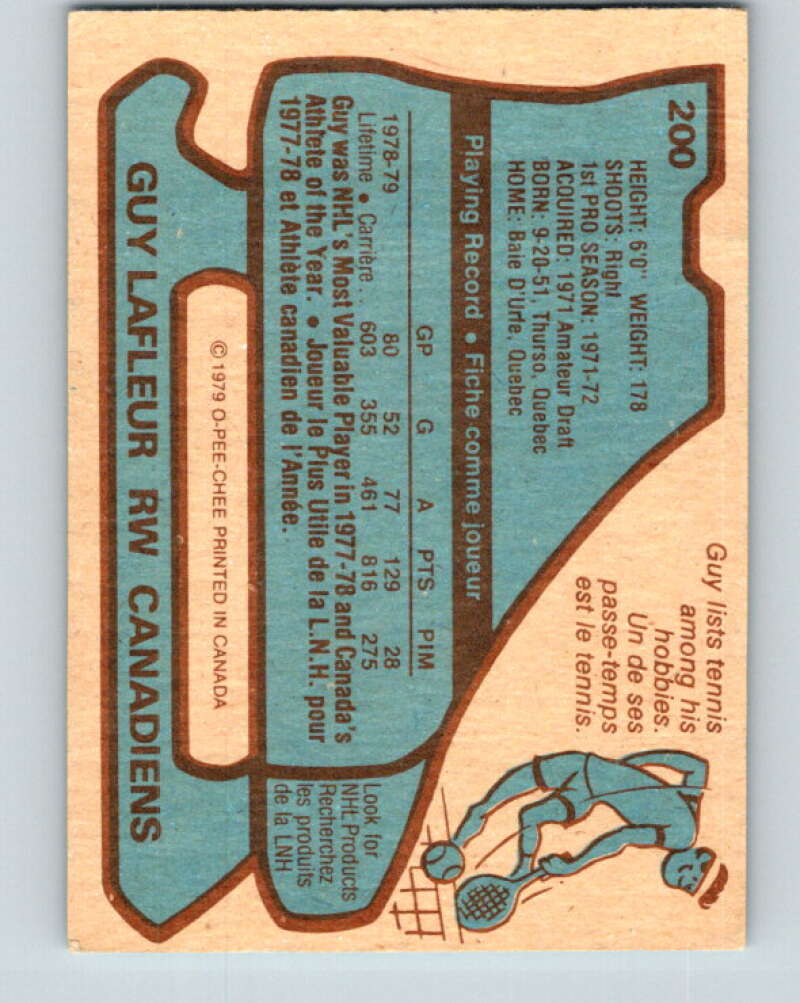 200
HEIGHT: 6'0" WEIGHT: 178
SHOOTS: Right
1st PRO SEASON: 1971-72
ACQUIRED: 1971 Amateur Draft
BORN: 9-20-51, Thurso, Quebec
HOME: Baie D'Urfe, Quebec
Guy lists tennis
among his
hobbies.
Un de ses
passe-temps
est le tennis.
Playing Record • Fiche comme joueur
GP G A PTS PIM
1978-79 80 52 77 129 28
Lifetime • Carrière . . 603 355 461 816 275
Guy was NHL's Most Valuable Player in 1977-78 and Canada's
Athlete of the Year. • Joueur le Plus Utile de la L.N.H. pour
1977-78 et Athlète canadien de l'Année.
Look for
NHL Products
Recherchez
les produits
de la LNH
© 1979 O-PEE-CHEE PRINTED IN CANADA
GUY LAFLEUR RW CANADIENS